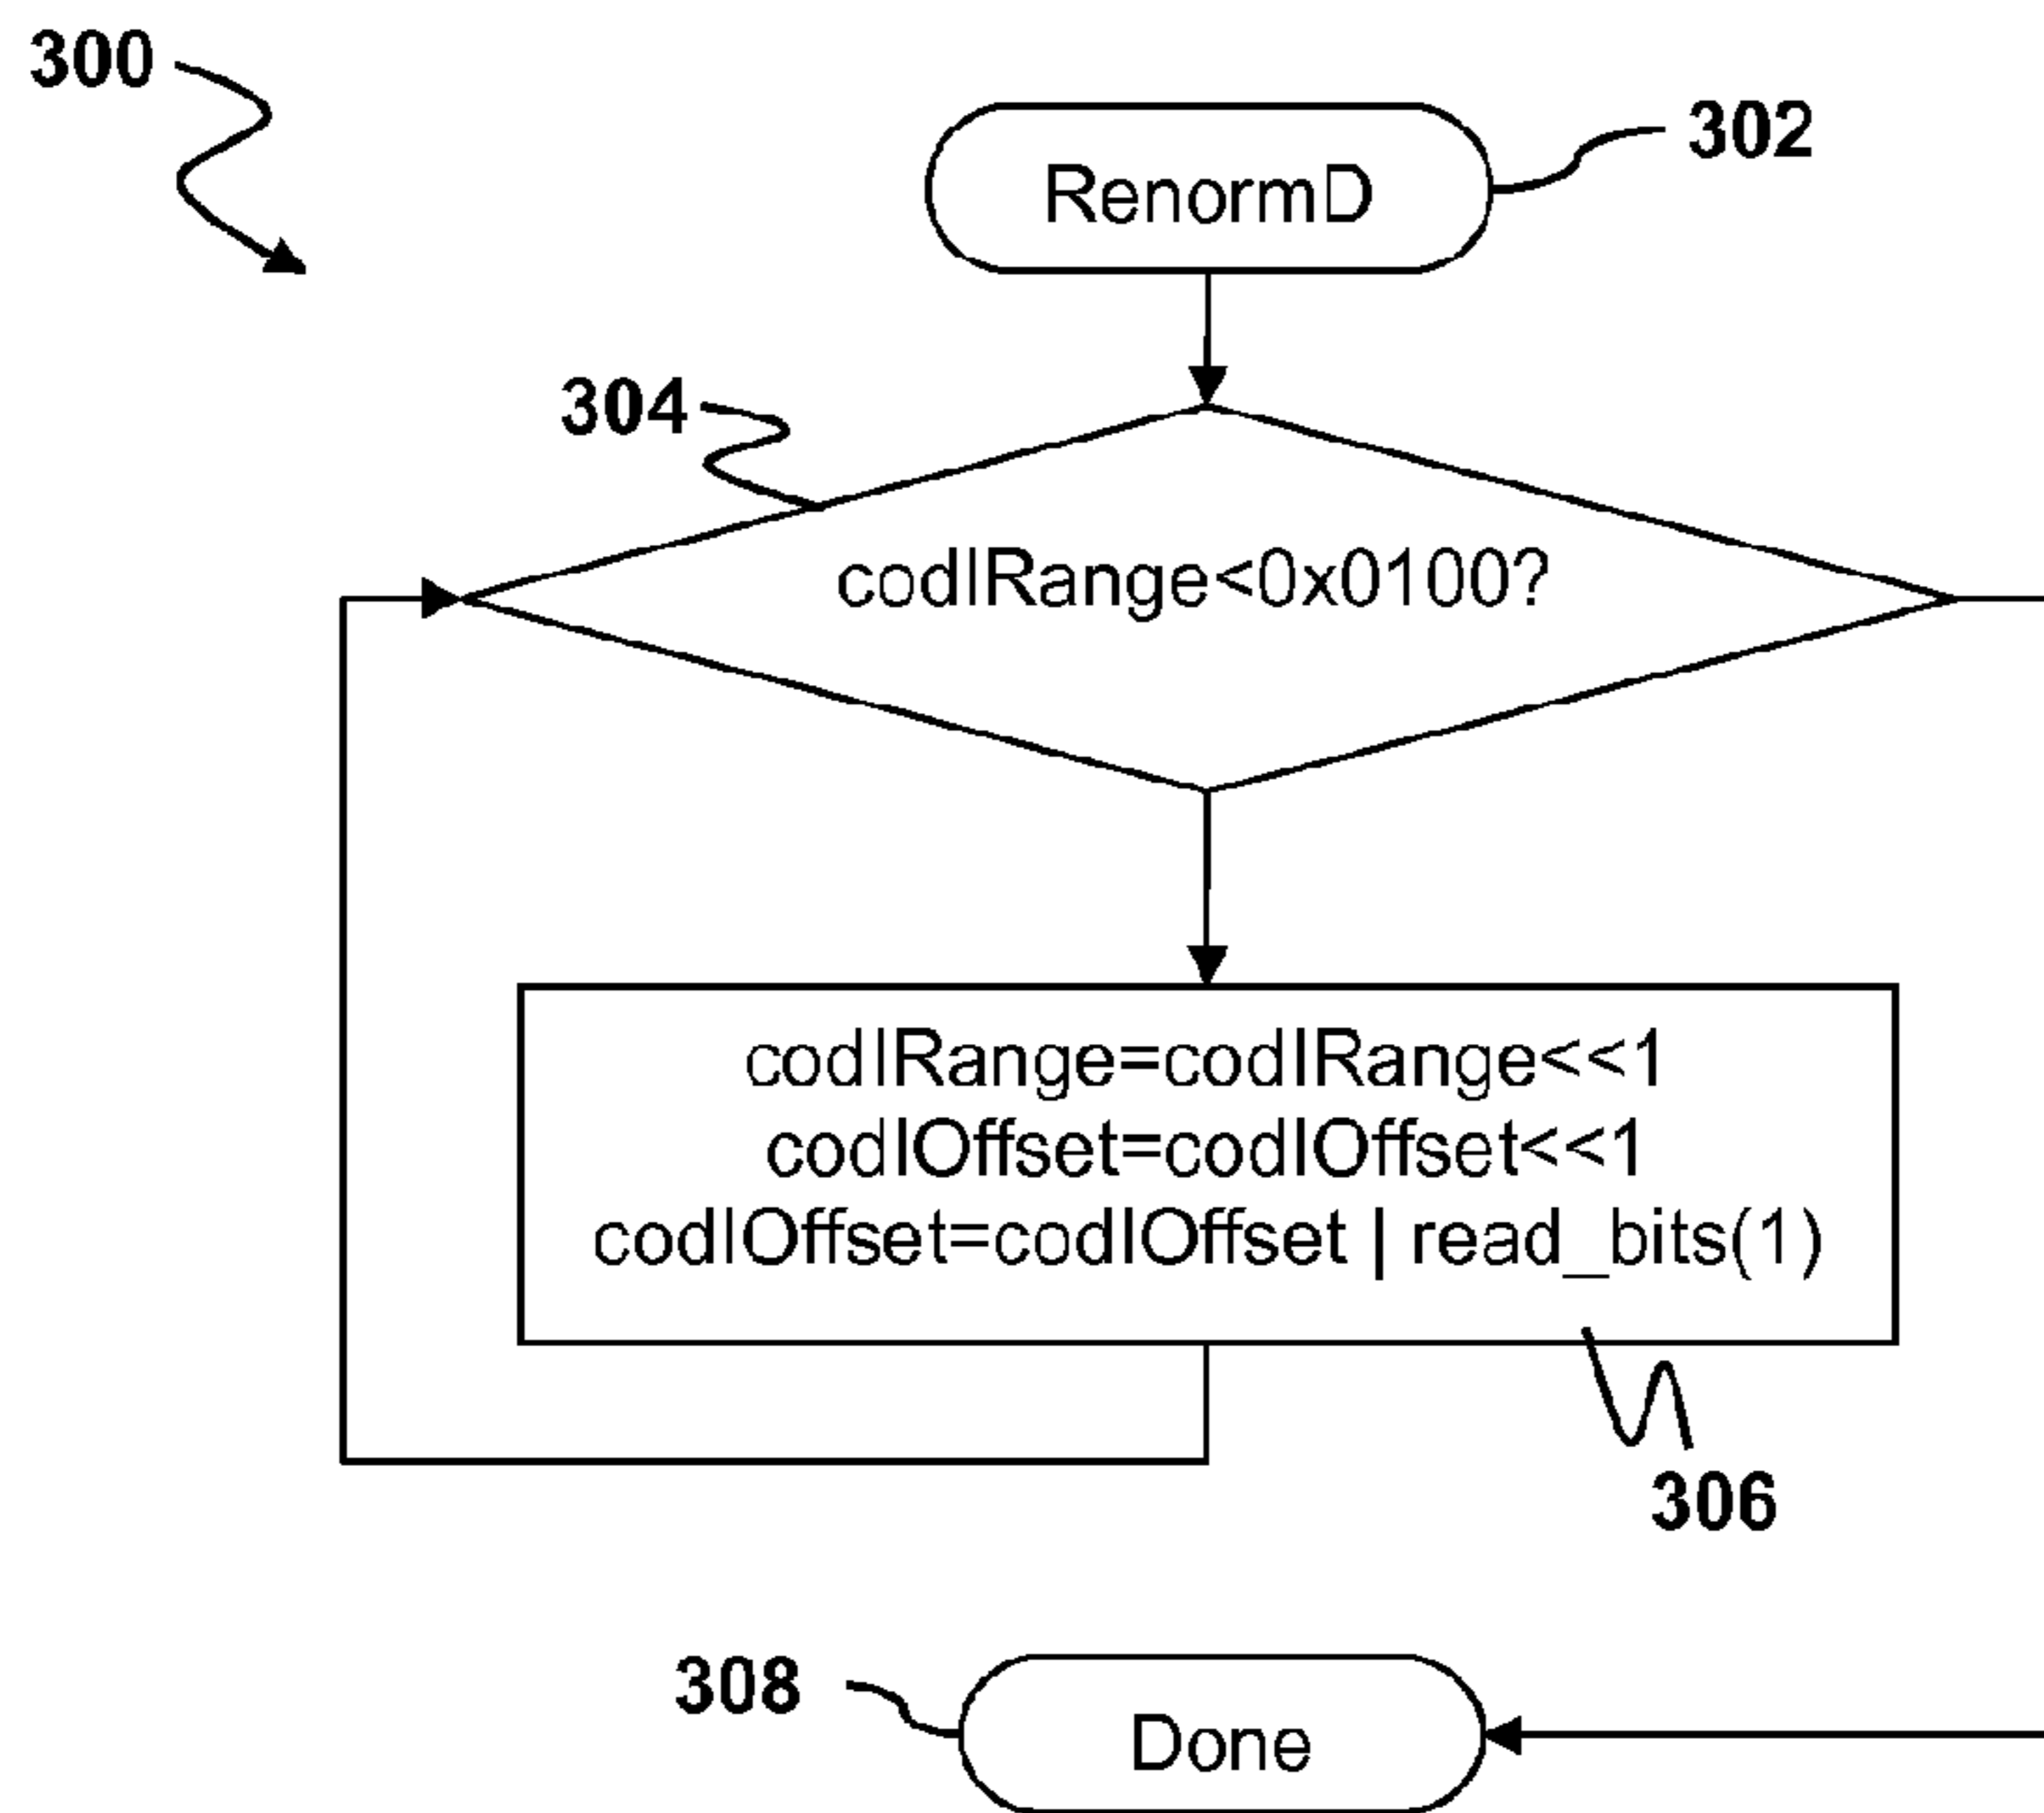 300
302
RenormD
304
codIRange<0x0100?
codIRange=codIRange<<1
codIOffset=codIOffset<<1
codIOffset=codIOffset | read_bits(1)
306
308
Done